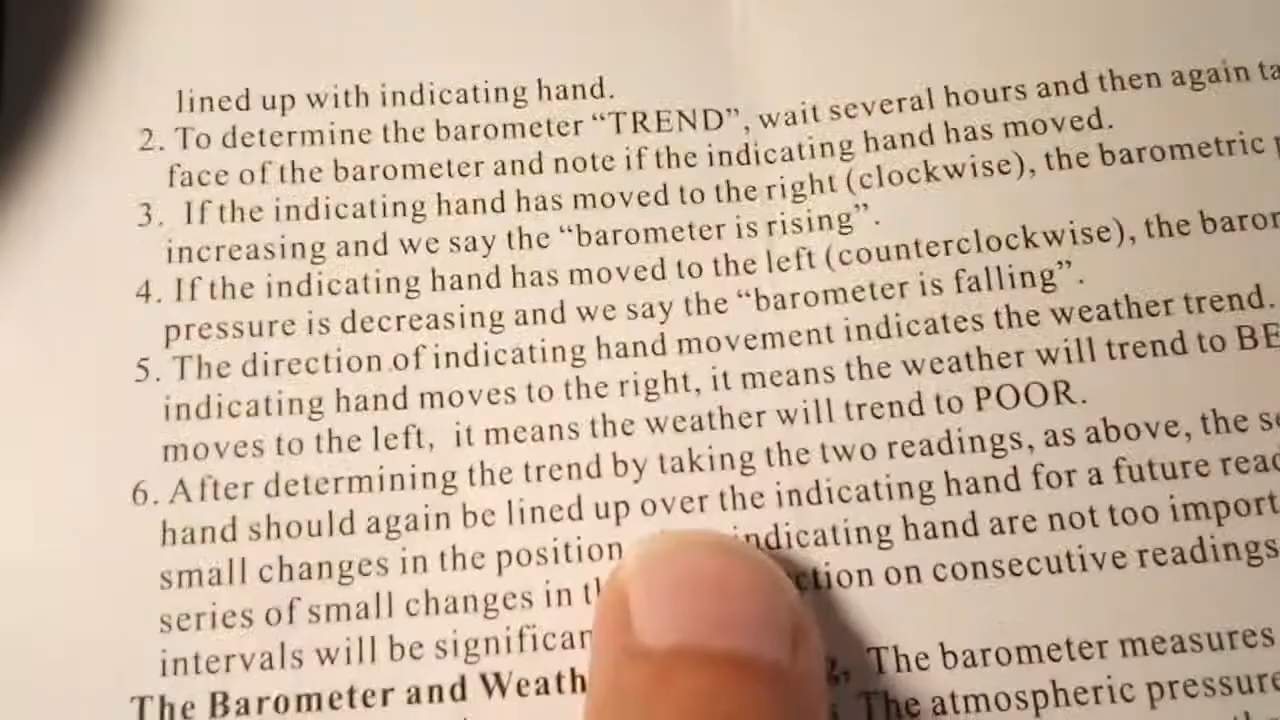 lined up with indicating hand.
2. To determine the barometer “TREND”, wait several hours and then again
face of the barometer and note if the indicating hand has moved.
3. If the indicating hand has moved to the right (clockwise), the barometric
increasing and we say the “barometer is rising”.
4. If the indicating hand has moved to the left (counterclockwise), the
pressure is decreasing and we say the “barometer is falling”.
5. The direction of indicating hand movement indicates the weather trend.
indicating hand moves to the right, it means the weather will trend to
moves to the left, it means the weather will trend to POOR.
6. After determining the trend by taking the two readings, as above, the
hand should again be lined up over the indicating hand for a future
small changes in the position indicating hand are not too
series of small changes in on consecutive readings
intervals will be
The Barometer and The barometer measures
The atmospheric pressure